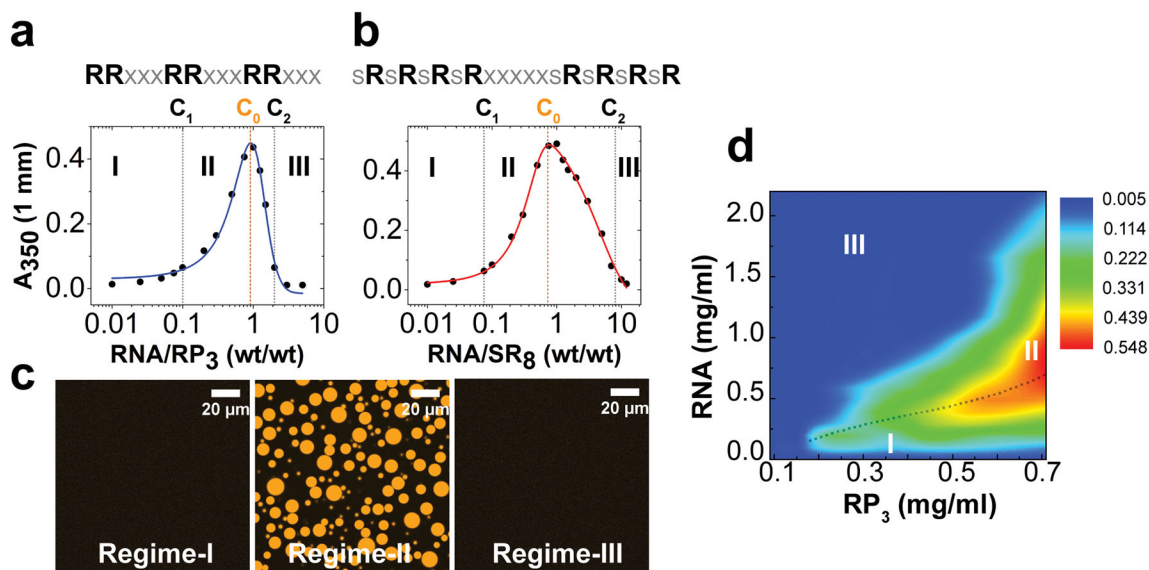 a
RRxxxRRxxxRRxxx
C1 C0 C2
I II III
0.4
0.2
0.0
A350 (1 mm)
0.01 0.1 1 10
RNA/RP3 (wt/wt)
b
sRsRsRsRxxxxxsRsRsRsR
C1 C0 C2
I II III
0.4
0.2
0.0
0.01 0.1 1 10
RNA/SR8 (wt/wt)
c
20 μm
Regime-I
20 μm
Regime-II
20 μm
Regime-III
d
2.0
1.5
1.0
0.5
0.0
RNA (mg/ml)
III
II
I
0.1 0.3 0.5 0.7
RP3 (mg/ml)
0.005
0.114
0.222
0.331
0.439
0.548